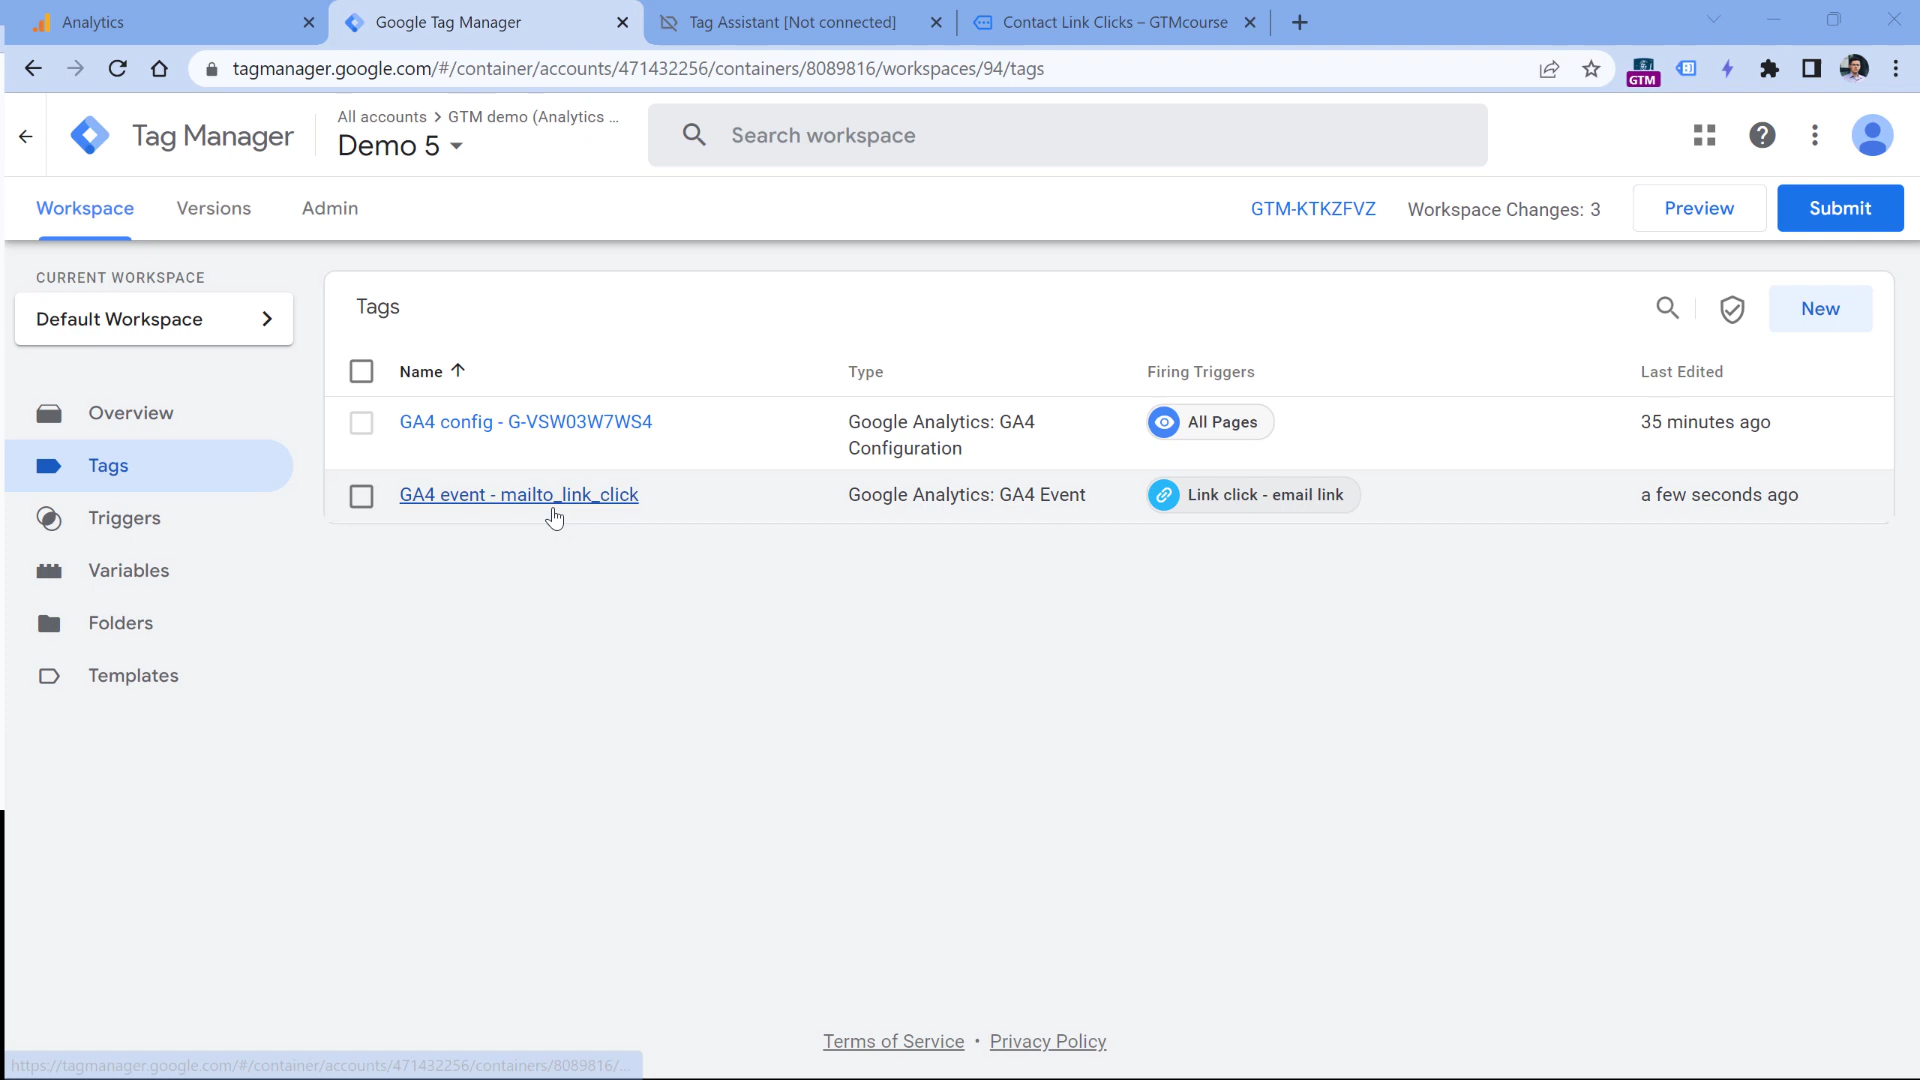 Analytics
Google Tag Manager
Tag Assistant [Not connected]
Contact Link Clicks – GTMcourse
tagmanager.google.com/#/container/accounts/471432256/containers/8089816/workspaces/94/tags
GTM
Tag Manager
All accounts > GTM demo (Analytics ...
Demo 5
Search workspace
Workspace
Versions
Admin
GTM-KTKZFVZ
Workspace Changes: 3
Preview
Submit
CURRENT WORKSPACE
Default Workspace
Overview
Tags
Triggers
Variables
Folders
Templates
Tags
New
Name
Type
Firing Triggers
Last Edited
GA4 config - G-VSW03W7WS4
Google Analytics: GA4
Configuration
All Pages
35 minutes ago
GA4 event - mailto_link_click
Google Analytics: GA4 Event
Link click - email link
a few seconds ago
Terms of Service • Privacy Policy
https://tagmanager.google.com/#/container/accounts/471432256/containers/8089816/...